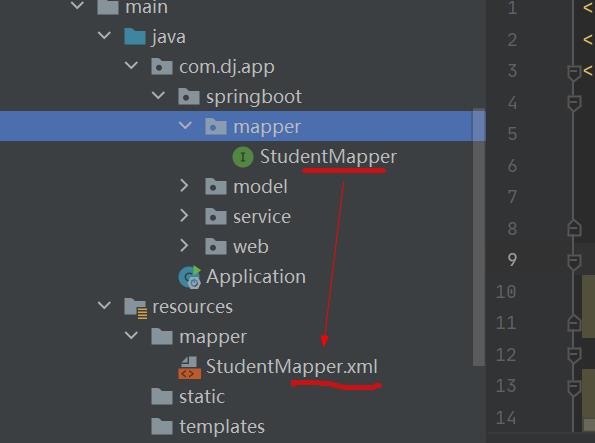 main
java
com.dj.app
springboot
mapper
StudentMapper
model
service
web
Application
resources
mapper
StudentMapper.xml
static
templates
1
2
3
4
5
6
7
8
9
10
11
12
13
14